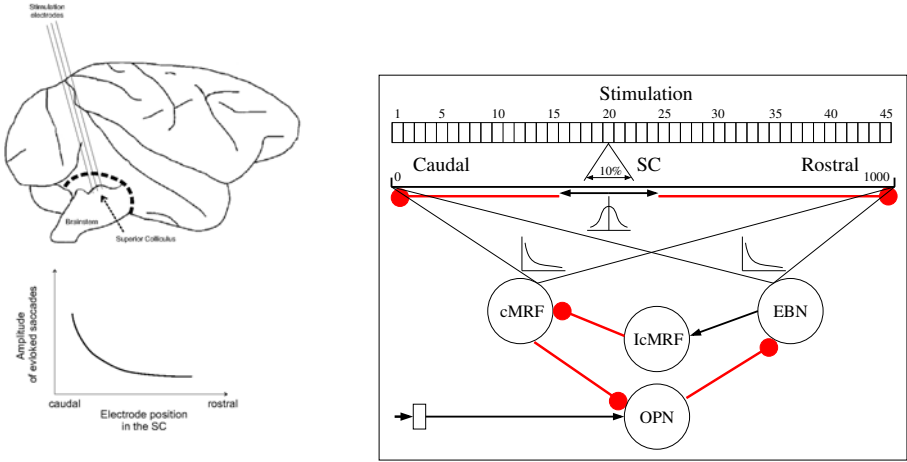 Stimulation
electrodes
Brainstem
Superior Colliculus
Amplitude
of evloked saccades
caudal
rostral
Electrode position
in the SC
Stimulation
1 5 10 15 20 25 30 35 40 45
Caudal
SC
Rostral
10%
0
1000
cMRF
EBN
IcMRF
OPN